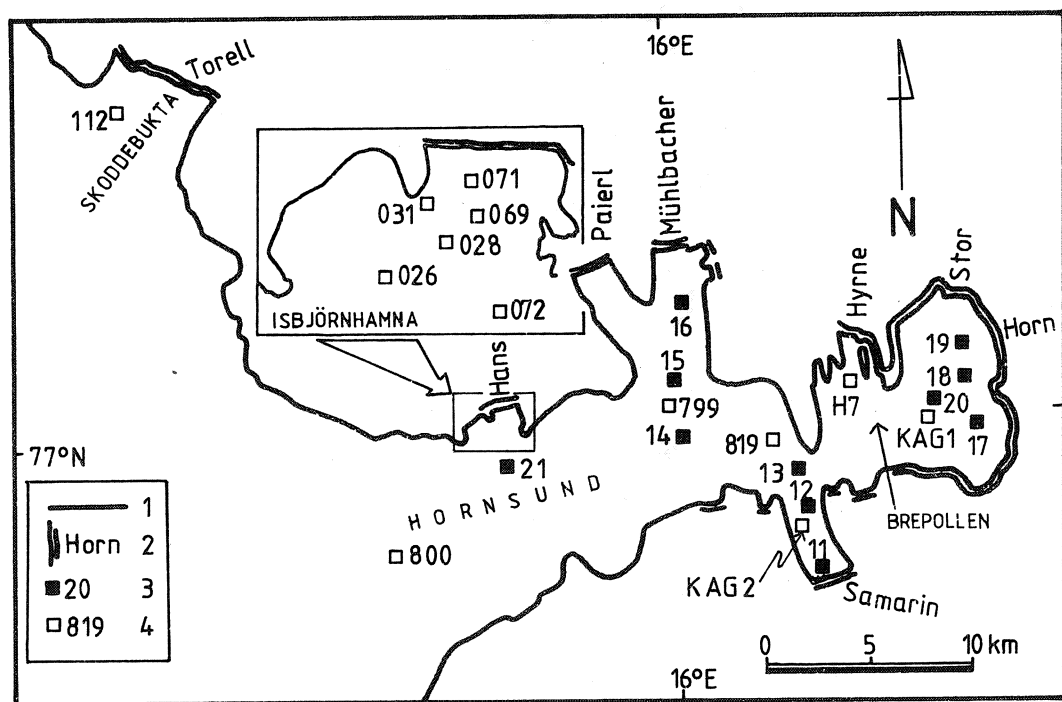 16°E
Torell
112
SKODDEBUKTA
071
031
069
028
026
072
ISBJÖRNHAMNA
Paierl
Mühlbacher
N
Hyrne
Stor
Horn
16
15
799
14
19
18
20
H7
KAG1
17
Hans
77°N
21
819
13
12
HORNSUND
BREPOLLEN
800
11
KAG2
Samarin
1
Horn 2
20 3
819 4
0 5 10 km
16°E